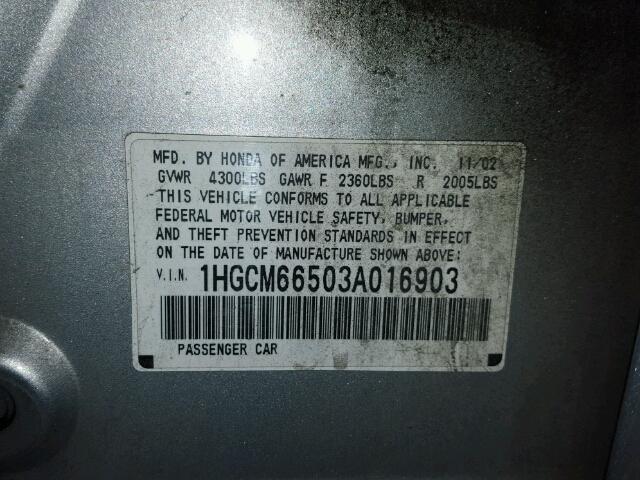 MFD. BY HONDA OF AMERICA MFG., INC. 11/02
GVWR 4300LBS GAWR F 2360LBS R 2005LBS
THIS VEHICLE CONFORMS TO ALL APPLICABLE
FEDERAL MOTOR VEHICLE SAFETY, BUMPER,
AND THEFT PREVENTION STANDARDS IN EFFECT
ON THE DATE OF MANUFACTURE SHOWN ABOVE:
V.I.N. 1HGCM66503A016903
PASSENGER CAR